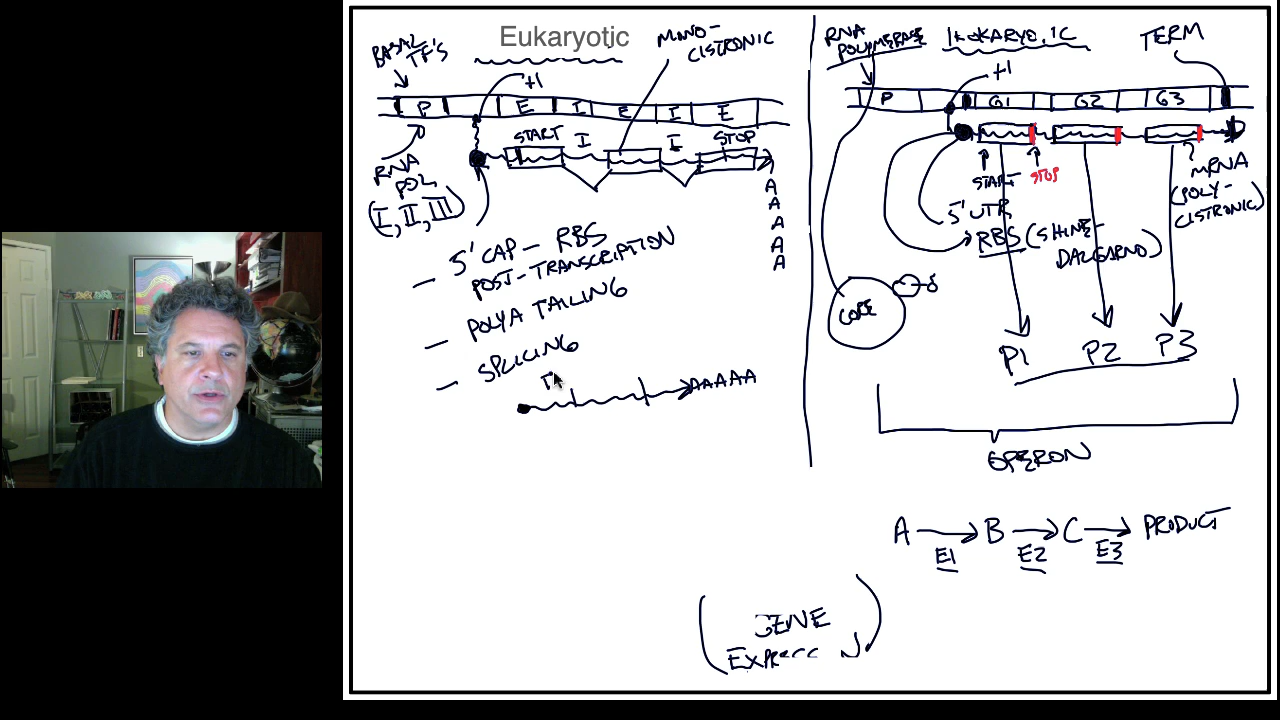 Eukaryotic
BASAL
TF'S
MONO-
CISTRONIC
+1
P E I E I E
START I I STOP
RNA
POL
(I, II, III)
A
A
A
A
A
– 5' CAP – RBS
POST-TRANSCRIPTION
– POLYA TAILING
– SPLICING
AAAAA
RNA
POLYMERASE
TERM
+1
P G1 G2 G3
START
STOP
mRNA
(POLY-
CISTRONIC)
5' UTR
RBS (SHINE-
DALGARNO)
CORE
P1 P2 P3
OPERON
A B C PRODUCT
E1 E2 E3